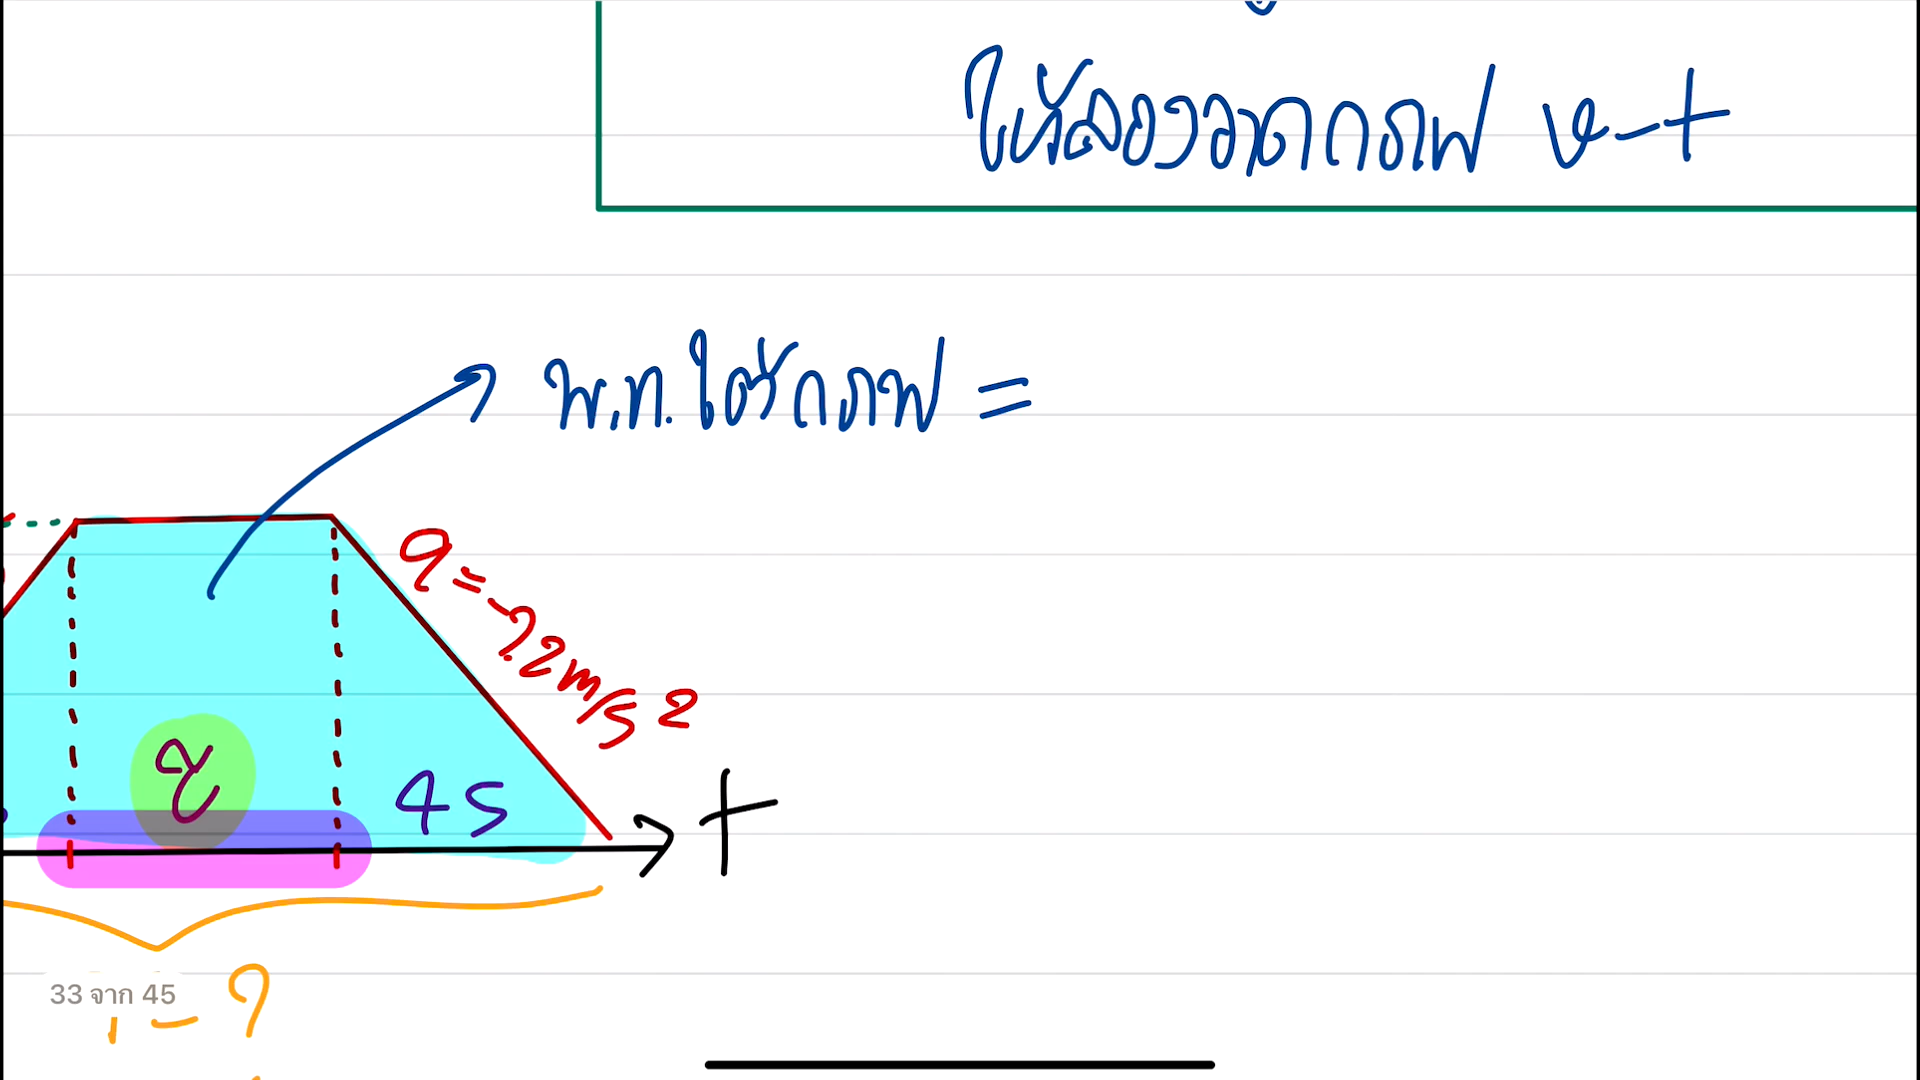 ให้ลองวาดกราฟ v-t
พ.ท.ใต้กราฟ =
a = -7.2 m/s 2
4 s
t
33 จาก 45
= ?